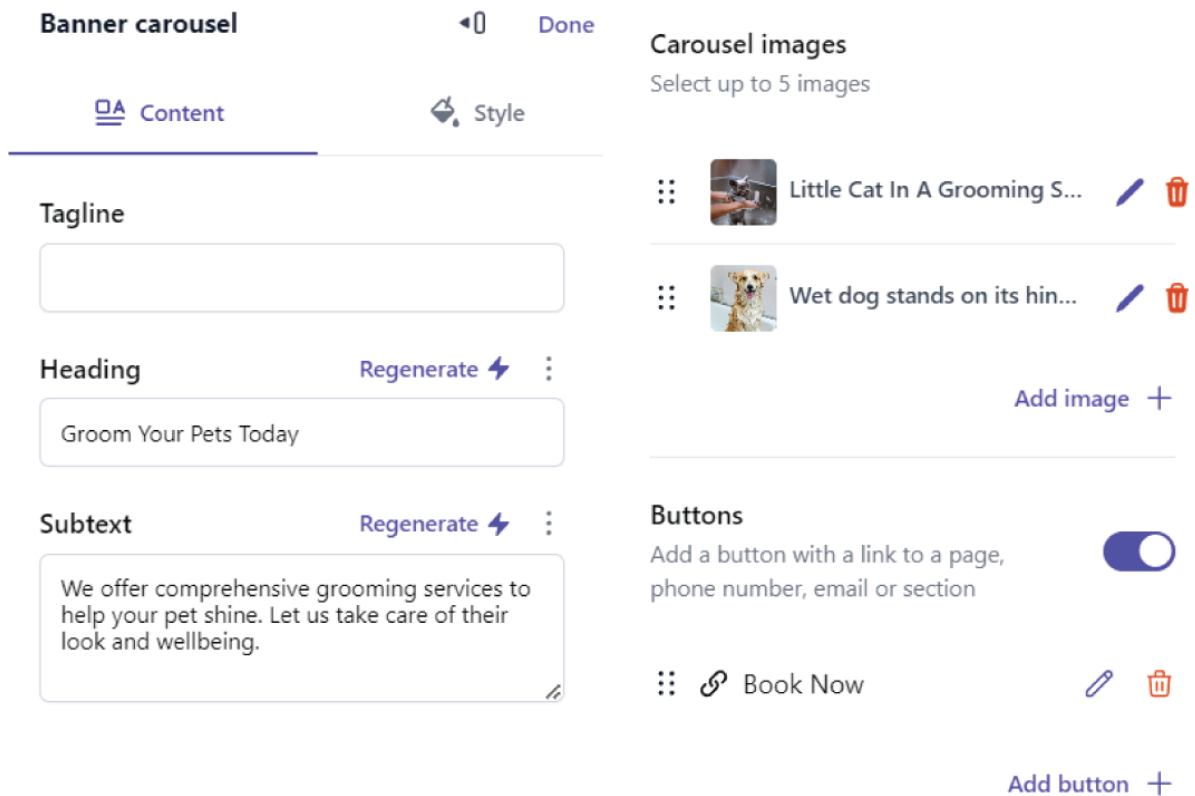 Banner carousel
Done
Content
Style
Tagline
Heading
Regenerate
Groom Your Pets Today
Subtext
Regenerate
We offer comprehensive grooming services to
help your pet shine. Let us take care of their
look and wellbeing.
Carousel images
Select up to 5 images
Little Cat In A Grooming S...
Wet dog stands on its hin...
Add image
Buttons
Add a button with a link to a page,
phone number, email or section
Book Now
Add button